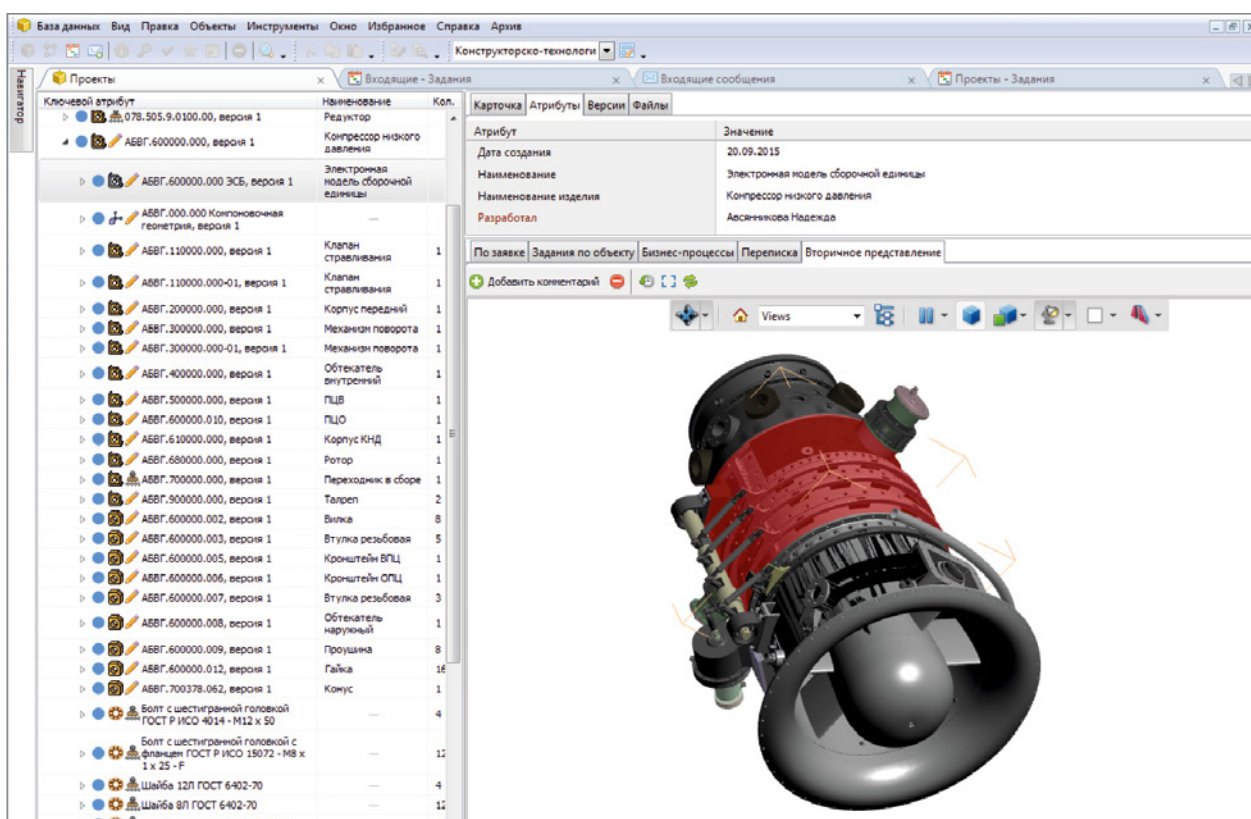 База данных Вид Правка Объекты Инструменты Окно Избранное Справка Архив
Конструкторско-технологи
Навигатор
Проекты
Входящие - Задания
Входящие сообщения
Проекты - Задания
Ключевой атрибут Наименование Кол.
078.505.9.0100.00, версия 1 Редуктор
АБВГ.600000.000, версия 1 Компрессор низкого
давления
АБВГ.600000.000 ЭСБ, версия 1 Электронная
модель сборочной
единицы
АБВГ.000.000 Компоновочная —
геометрия, версия 1
АБВГ.110000.000, версия 1 Клапан 1
стравливания
АБВГ.110000.000-01, версия 1 Клапан 1
стравливания
АБВГ.200000.000, версия 1 Корпус передний 1
АБВГ.300000.000, версия 1 Механизм поворота 1
АБВГ.300000.000-01, версия 1 Механизм поворота 1
АБВГ.400000.000, версия 1 Обтекатель 1
внутренний
АБВГ.500000.000, версия 1 ПЦВ 1
АБВГ.600000.010, версия 1 ПЦО 1
АБВГ.610000.000, версия 1 Корпус КНД 1
АБВГ.680000.000, версия 1 Ротор 1
АБВГ.700000.000, версия 1 Переходник в сборе 1
АБВГ.900000.000, версия 1 Талреп 2
АБВГ.600000.002, версия 1 Вилка 8
АБВГ.600000.003, версия 1 Втулка резьбовая 5
АБВГ.600000.005, версия 1 Кронштейн ВПЦ 1
АБВГ.600000.006, версия 1 Кронштейн ОПЦ 1
АБВГ.600000.007, версия 1 Втулка резьбовая 3
АБВГ.600000.008, версия 1 Обтекатель 1
наружный
АБВГ.600000.009, версия 1 Проушина 8
АБВГ.600000.012, версия 1 Гайка 16
АБВГ.700378.062, версия 1 Конус 1
Болт с шестигранной головкой — 4
ГОСТ Р ИСО 4014 - М12 х 50
Болт с шестигранной головкой с
фланцем ГОСТ Р ИСО 15072 - М8 х — 12
1 х 25 - F
Шайба 12Л ГОСТ 6402-70 — 4
Шайба 8Л ГОСТ 6402-70 — 12
Карточка Атрибуты Версии Файлы
Атрибут Значение
Дата создания 20.09.2015
Наименование Электронная модель сборочной единицы
Наименование изделия Компрессор низкого давления
Разработал Авсянникова Надежда
По заявке Задания по объекту Бизнес-процессы Переписка Вторичное представление
Добавить комментарий
Views